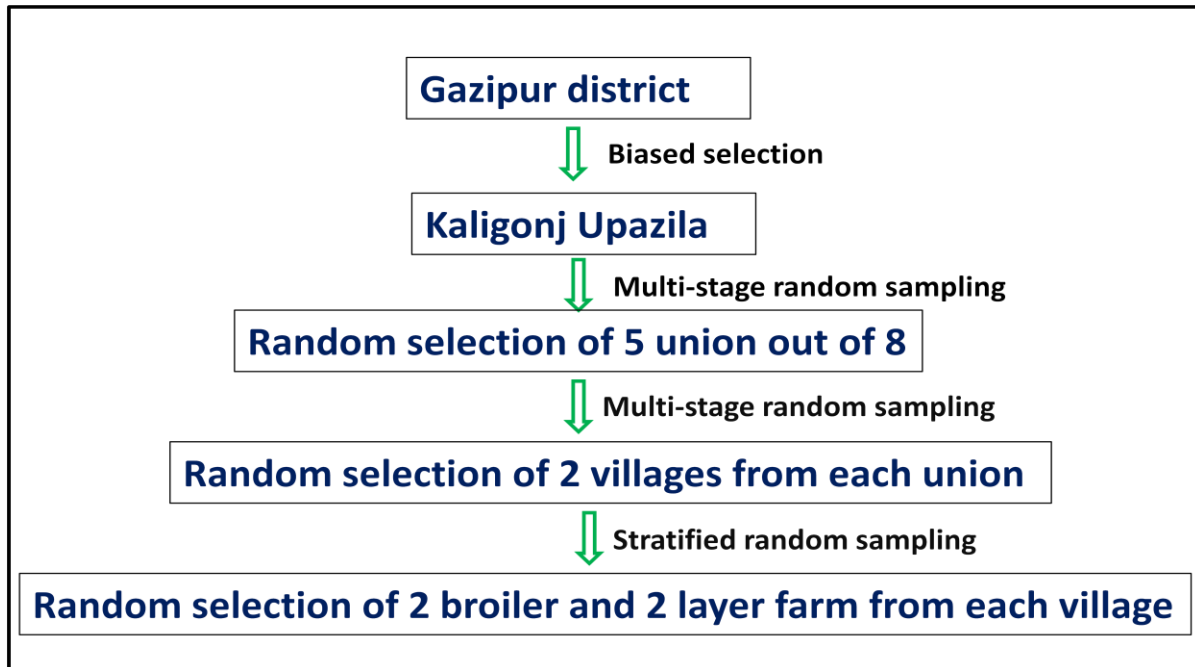 Gazipur district
Biased selection
Kaligonj Upazila
Multi-stage random sampling
Random selection of 5 union out of 8
Multi-stage random sampling
Random selection of 2 villages from each union
Stratified random sampling
Random selection of 2 broiler and 2 layer farm from each village